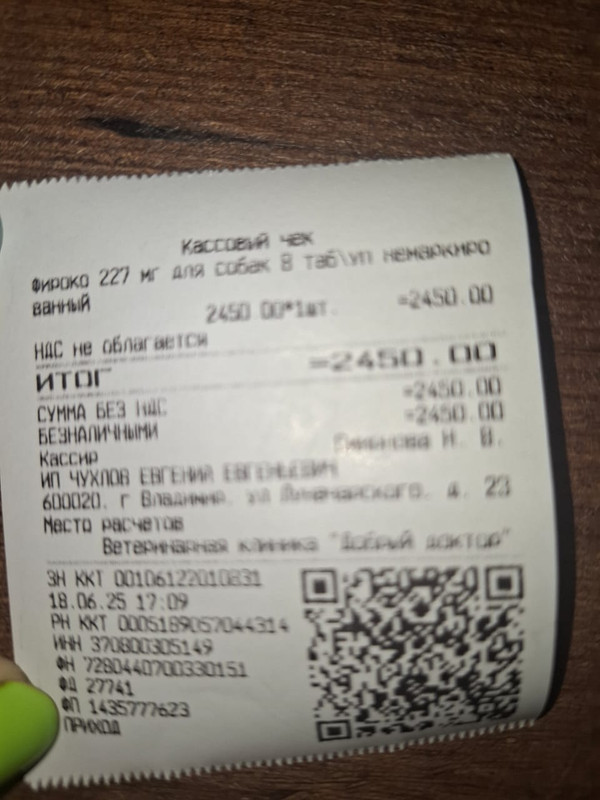 Кассовый чек
Фироко 227 мг для собак 8 таб\уп немаркиро
ванный
2450.00*1шт. =2450.00
НДС не облагается
ИТОГ =2450.00
СУММА БЕЗ НДС =2450.00
БЕЗНАЛИЧНЫМИ =2450.00
Кассир Н. В.
ИП ЧУХЛОВ ЕВГЕНИЙ ЕВГЕНЬЕВИЧ
600020, г Владимир, ул д. 23
Место расчетов
Ветеринарная клиника "Добрый доктор"
ЗН ККТ 00106122010831
18.06.25 17:09
РН ККТ 0005189057044314
ИНН 370800305149
ФН 7280440700330151
ФД 27741
ФП 1435777623
ПРИХОД